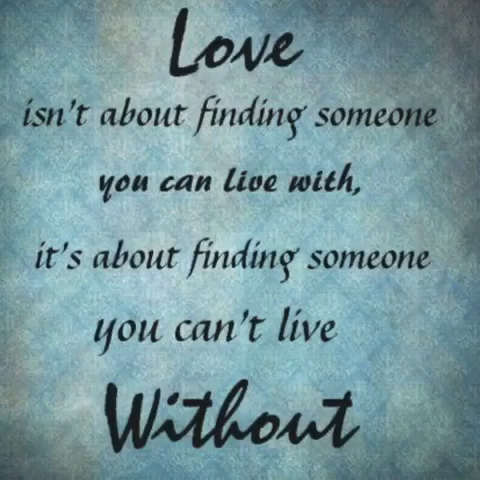 Love
isn't about finding someone
you can live with,
it's about finding someone
you can't live
Without